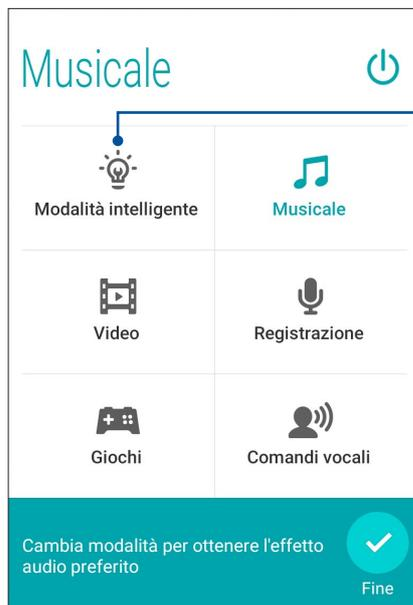 Musicale
Modalità intelligente
Musicale
Video
Registrazione
Giochi
Comandi vocali
Cambia modalità per ottenere l'effetto
audio preferito
Fine